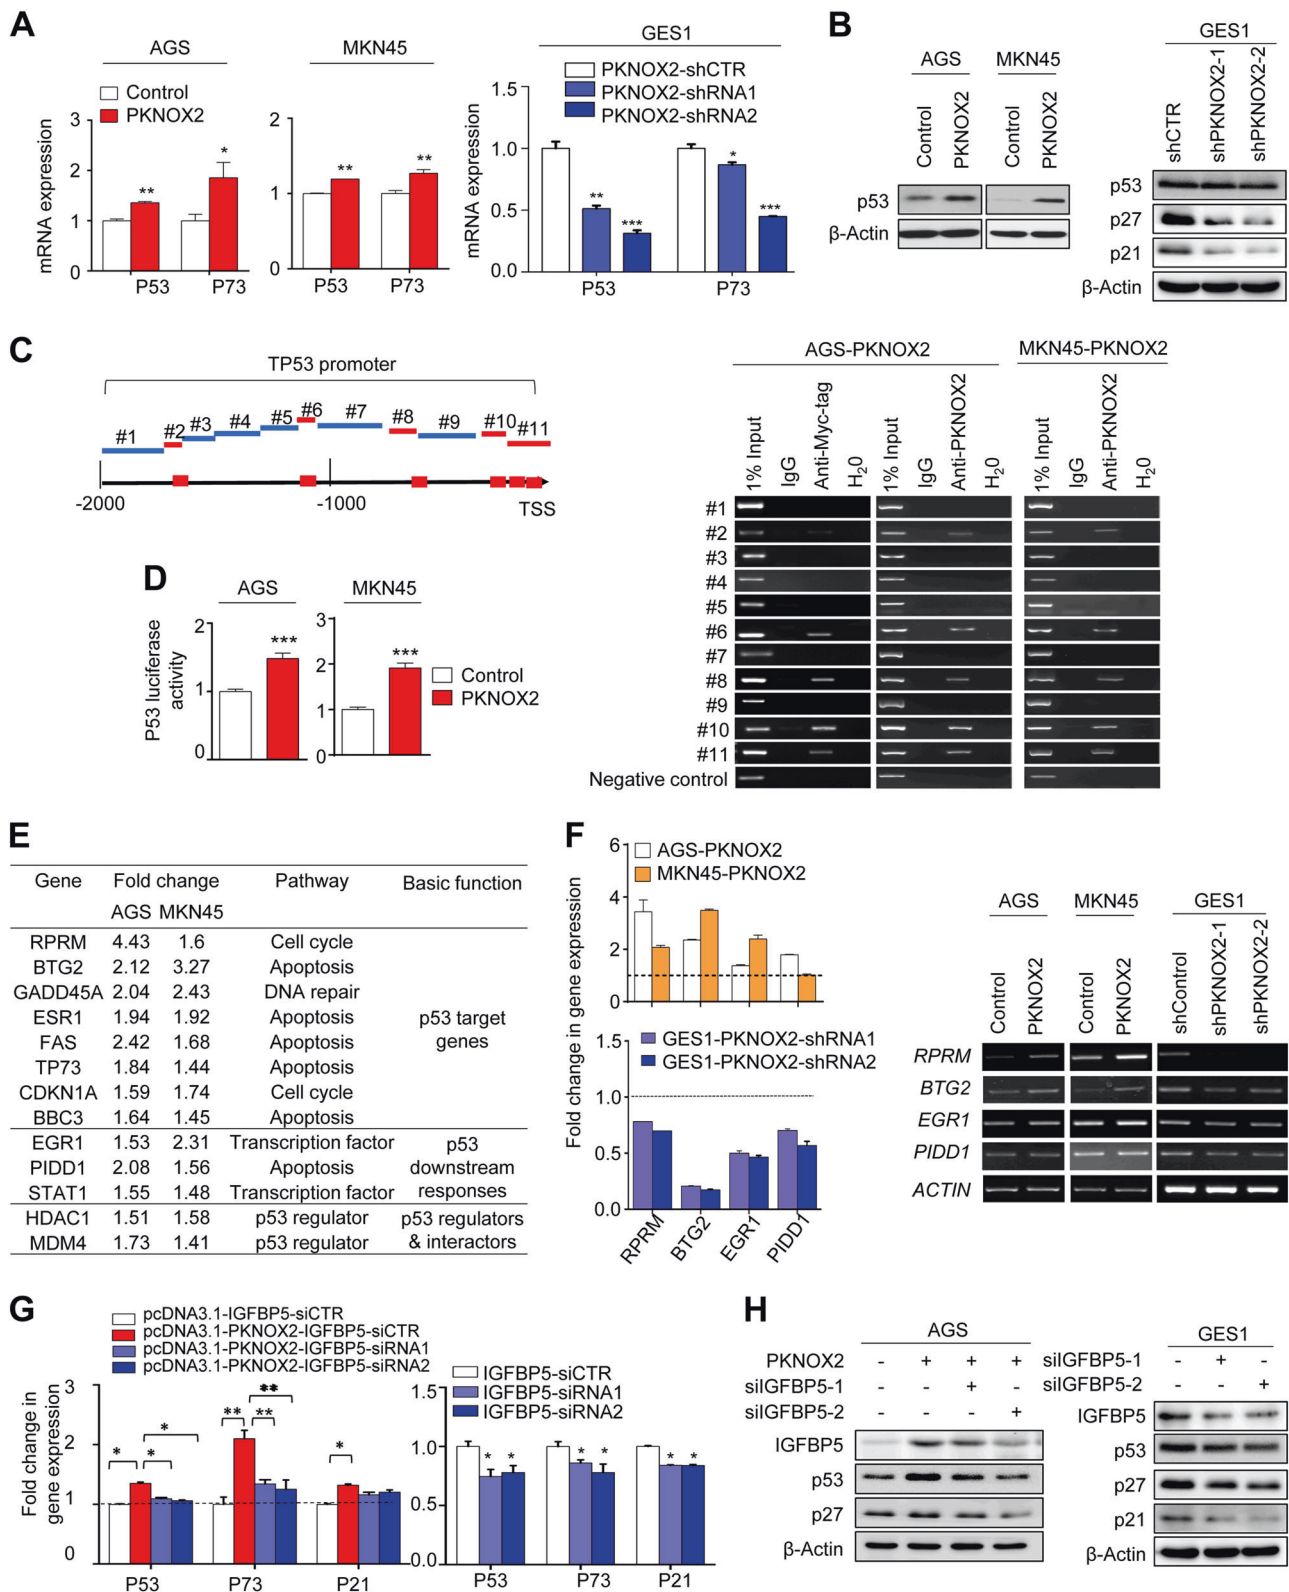 A
AGS
MKN45
GES1
Control
PKNOX2
PKNOX2-shCTR
PKNOX2-shRNA1
PKNOX2-shRNA2
mRNA expression
3
2
1
0
**
*
P53
P73
2
1
0
**
**
P53
P73
mRNA expression
1.5
1.0
0.5
0.0
**
***
*
***
P53
P73
B
AGS
MKN45
GES1
Control
PKNOX2
Control
PKNOX2
shCTR
shPKNOX2-1
shPKNOX2-2
p53
β-Actin
p53
p27
p21
β-Actin
C
TP53 promoter
#1
#2
#3
#4
#5
#6
#7
#8
#9
#10
#11
-2000
-1000
TSS
AGS-PKNOX2
MKN45-PKNOX2
1% Input
IgG
Anti-Myc-tag
H20
1% Input
IgG
Anti-PKNOX2
H20
1% Input
IgG
Anti-PKNOX2
H20
#1
#2
#3
#4
#5
#6
#7
#8
#9
#10
#11
Negative control
D
AGS
MKN45
P53 luciferase
activity
2
1
0
***
3
2
1
0
***
Control
PKNOX2
E
Gene Fold change Pathway Basic function
AGS MKN45
RPRM 4.43 1.6 Cell cycle
BTG2 2.12 3.27 Apoptosis
GADD45A 2.04 2.43 DNA repair
ESR1 1.94 1.92 Apoptosis p53 target
FAS 2.42 1.68 Apoptosis genes
TP73 1.84 1.44 Apoptosis
CDKN1A 1.59 1.74 Cell cycle
BBC3 1.64 1.45 Apoptosis
EGR1 1.53 2.31 Transcription factor p53
PIDD1 2.08 1.56 Apoptosis downstream
STAT1 1.55 1.48 Transcription factor responses
HDAC1 1.51 1.58 p53 regulator p53 regulators
MDM4 1.73 1.41 p53 regulator & interactors
F
Fold change in gene expression
6
4
2
0
AGS-PKNOX2
MKN45-PKNOX2
1.5
1.0
0.5
0.0
GES1-PKNOX2-shRNA1
GES1-PKNOX2-shRNA2
RPRM
BTG2
EGR1
PIDD1
AGS
MKN45
GES1
Control
PKNOX2
Control
PKNOX2
shControl
shPKNOX2-1
shPKNOX2-2
RPRM
BTG2
EGR1
PIDD1
ACTIN
G
pcDNA3.1-IGFBP5-siCTR
pcDNA3.1-PKNOX2-IGFBP5-siCTR
pcDNA3.1-PKNOX2-IGFBP5-siRNA1
pcDNA3.1-PKNOX2-IGFBP5-siRNA2
Fold change in
gene expression
3
2
1
0
*
*
*
**
**
**
*
P53
P73
P21
IGFBP5-siCTR
IGFBP5-siRNA1
IGFBP5-siRNA2
1.5
1.0
0.5
0.0
* *
* *
* *
P53
P73
P21
H
AGS
PKNOX2 - + + +
siIGFBP5-1 - - + -
siIGFBP5-2 - - - +
IGFBP5
p53
p27
β-Actin
GES1
siIGFBP5-1 - + -
siIGFBP5-2 - - +
IGFBP5
p53
p27
p21
β-Actin